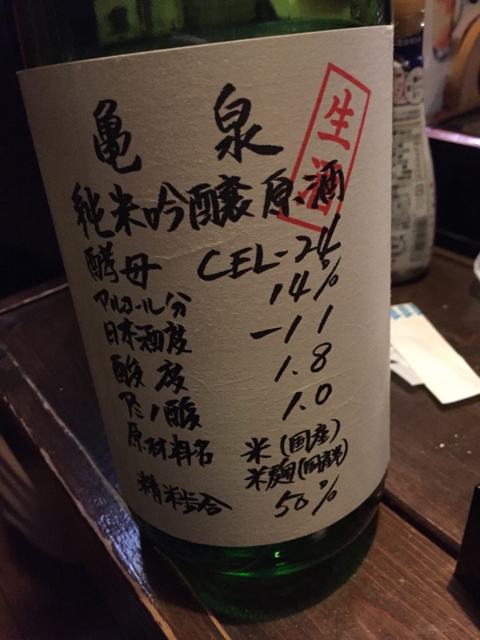 亀泉
生酒
純米吟醸原酒
酵母 CEL-24
アルコール分 14%
日本酒度 -11
酸度 1.8
アミノ酸 1.0
原材料名 米(国産)
米麹(国産米)
精米歩合 50%